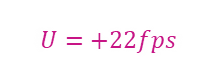 U = +22fps